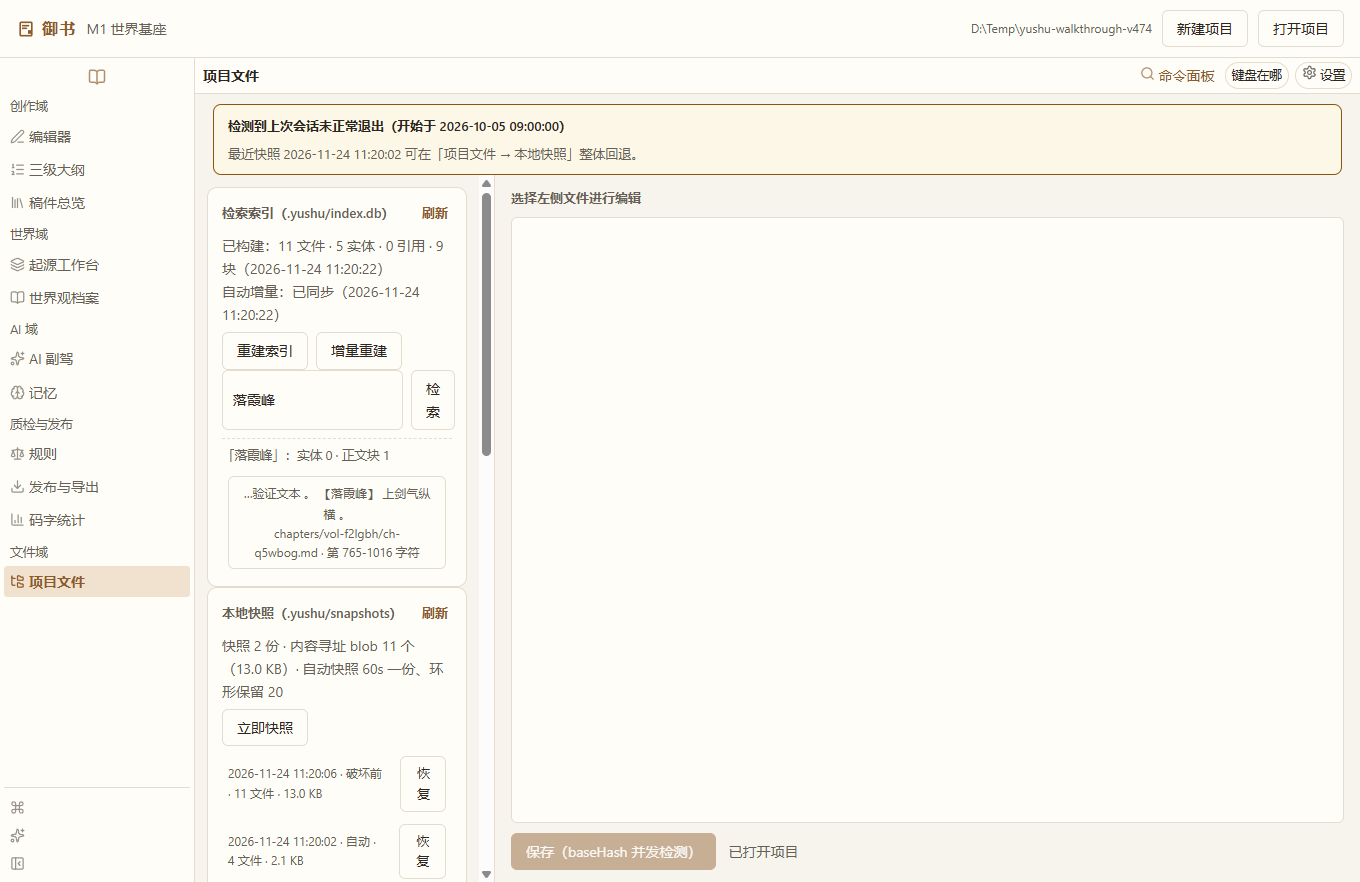 御书 M1 世界基座
D:\Temp\yushu-walkthrough-v474 新建项目 打开项目
创作域
编辑器
三级大纲
稿件总览
世界域
起源工作台
世界观档案
AI 域
AI 副驾
记忆
质检与发布
规则
发布与导出
码字统计
文件域
项目文件
项目文件
命令面板 键盘在哪 设置
检测到上次会话未正常退出（开始于 2026-10-05 09:00:00）
最近快照 2026-11-24 11:20:02 可在「项目文件 → 本地快照」整体回退。
检索索引（.yushu/index.db） 刷新
已构建：11 文件 · 5 实体 · 0 引用 · 9
块（2026-11-24 11:20:22）
自动增量：已同步（2026-11-24
11:20:22）
重建索引 增量重建
落霞峰
检
索
「落霞峰」：实体 0 · 正文块 1
…验证文本 。 【落霞峰】 上剑气纵
横 。
chapters/vol-f2lgbh/ch-
q5wbog.md · 第 765-1016 字符
本地快照（.yushu/snapshots） 刷新
快照 2 份 · 内容寻址 blob 11 个
（13.0 KB）· 自动快照 60s 一份、环
形保留 20
立即快照
2026-11-24 11:20:06 · 破坏前
· 11 文件 · 13.0 KB
恢
复
2026-11-24 11:20:02 · 自动 ·
4 文件 · 2.1 KB
恢
复
选择左侧文件进行编辑
保存（baseHash 并发检测） 已打开项目